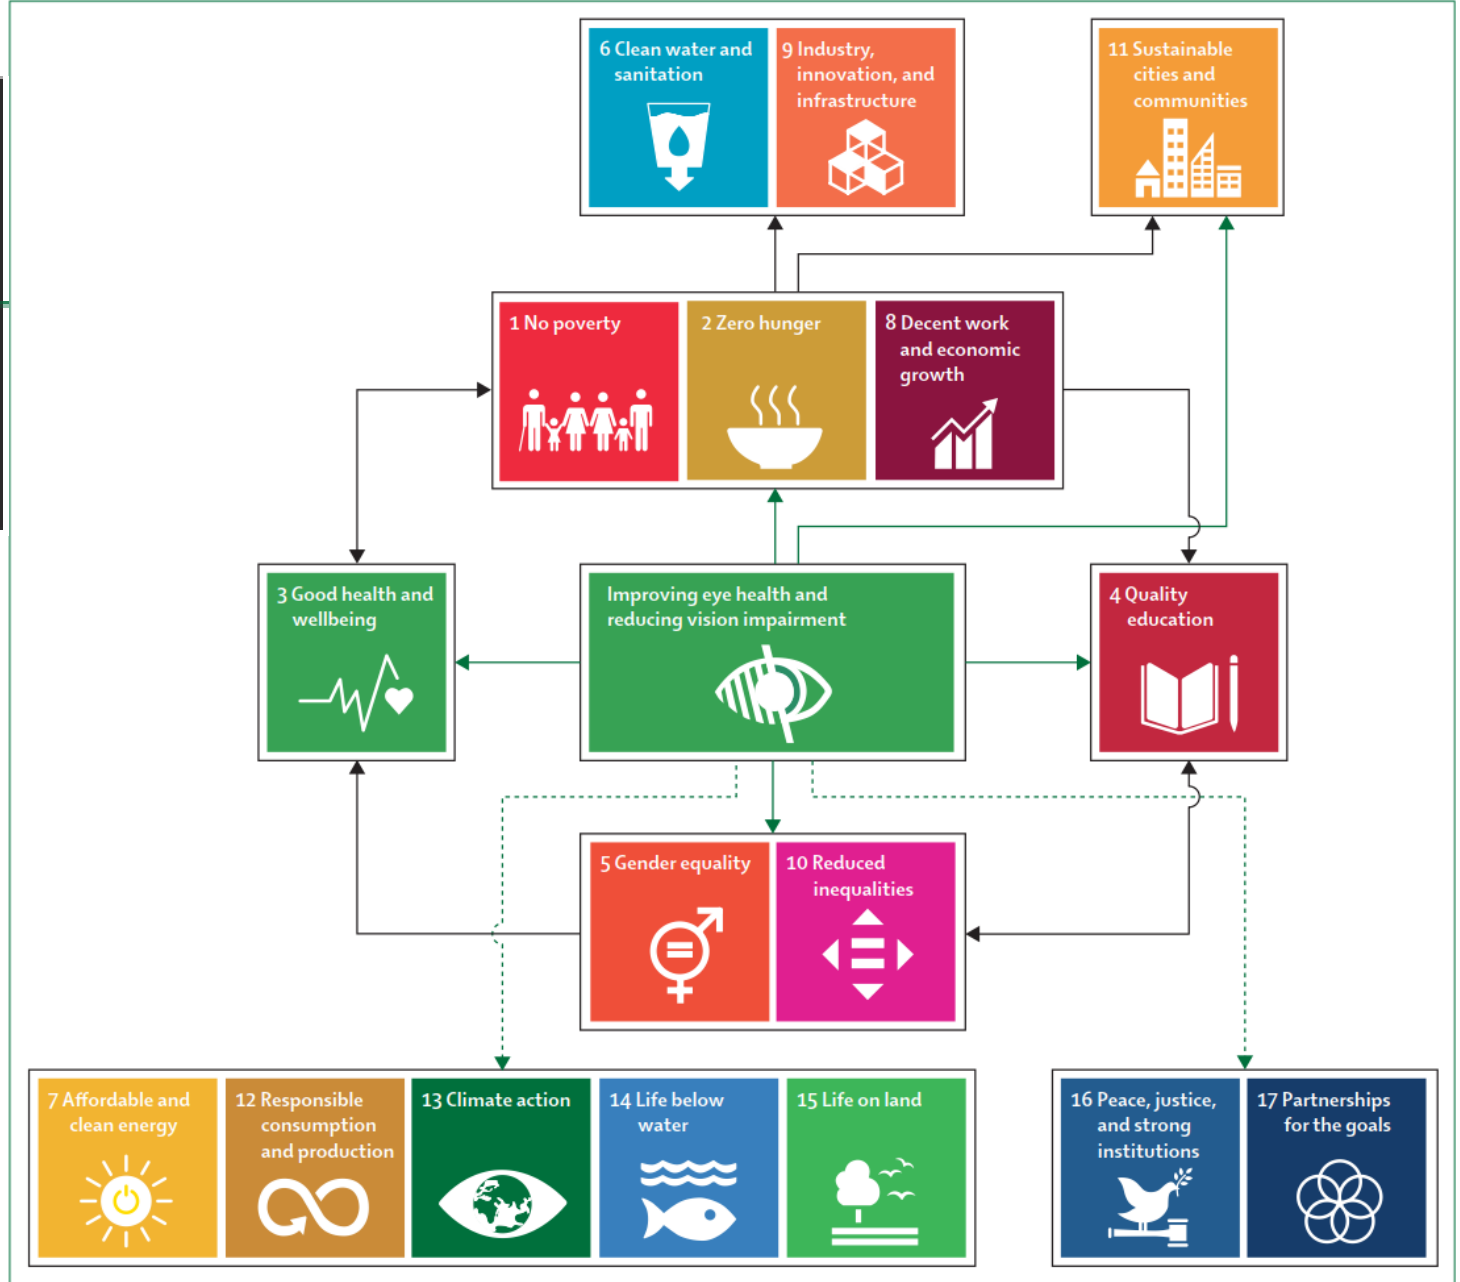 6 Clean water and
sanitation
9 Industry,
innovation, and
infrastructure
11 Sustainable
cities and
communities
1 No poverty
2 Zero hunger
8 Decent work
and economic
growth
3 Good health and
wellbeing
Improving eye health and
reducing vision impairment
4 Quality
education
5 Gender equality
10 Reduced
inequalities
7 Affordable and
clean energy
12 Responsible
consumption
and production
13 Climate action
14 Life below
water
15 Life on land
16 Peace, justice,
and strong
institutions
17 Partnerships
for the goals